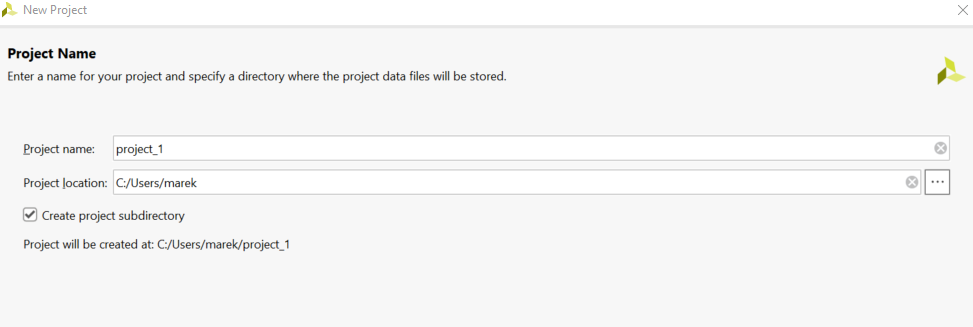 New Project
Project Name
Enter a name for your project and specify a directory where the project data files will be stored.
Project name: project_1
Project location: C:/Users/marek ...
Create project subdirectory
Project will be created at: C:/Users/marek/project_1